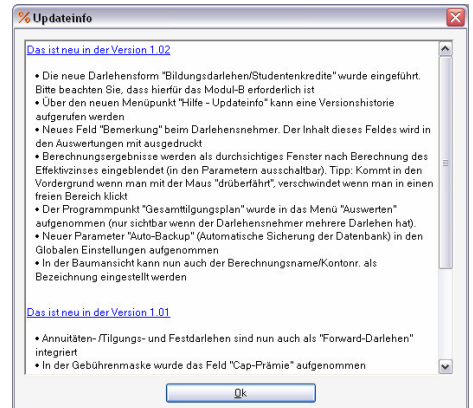 % Updateinfo
Das ist neu in der Version 1.02
• Die neue Darlehensform "Bildungsdarlehen/Studentenkredite" wurde eingeführt.
Bitte beachten Sie, dass hierfür das Modul-B erforderlich ist
• Über den neuen Menüpunkt "Hilfe - Updateinfo" kann eine Versionshistorie
aufgerufen werden
• Neues Feld "Bemerkung" beim Darlehensnehmer. Der Inhalt dieses Feldes wird in
den Auswertungen mit ausgedruckt
• Berechnungsergebnisse werden als durchsichtiges Fenster nach Berechnung des
Effektivzinses eingeblendet (in den Parametern ausschaltbar). Tipp: Kommt in den
Vordergrund wenn man mit der Maus "drüberfährt", verschwindet wenn man in einen
freien Bereich klickt
• Der Programmpunkt "Gesamttilgungsplan" wurde in das Menü "Auswerten"
aufgenommen (nur sichtbar wenn der Darlehensnehmer mehrere Darlehen hat).
• Neuer Parameter "Auto-Backup" (Automatische Sicherung der Datenbank) in den
Globalen Einstellungen aufgenommen
• In der Baumansicht kann nun auch der Berechnungsname/Kontonr. als
Bezeichnung eingestellt werden
Das ist neu in der Version 1.01
• Annuitäten- /Tilgungs- und Festdarlehen sind nun auch als "Forward-Darlehen"
integriert
• In der Gebührenmaske wurde das Feld "Cap-Prämie" aufgenommen
Ok